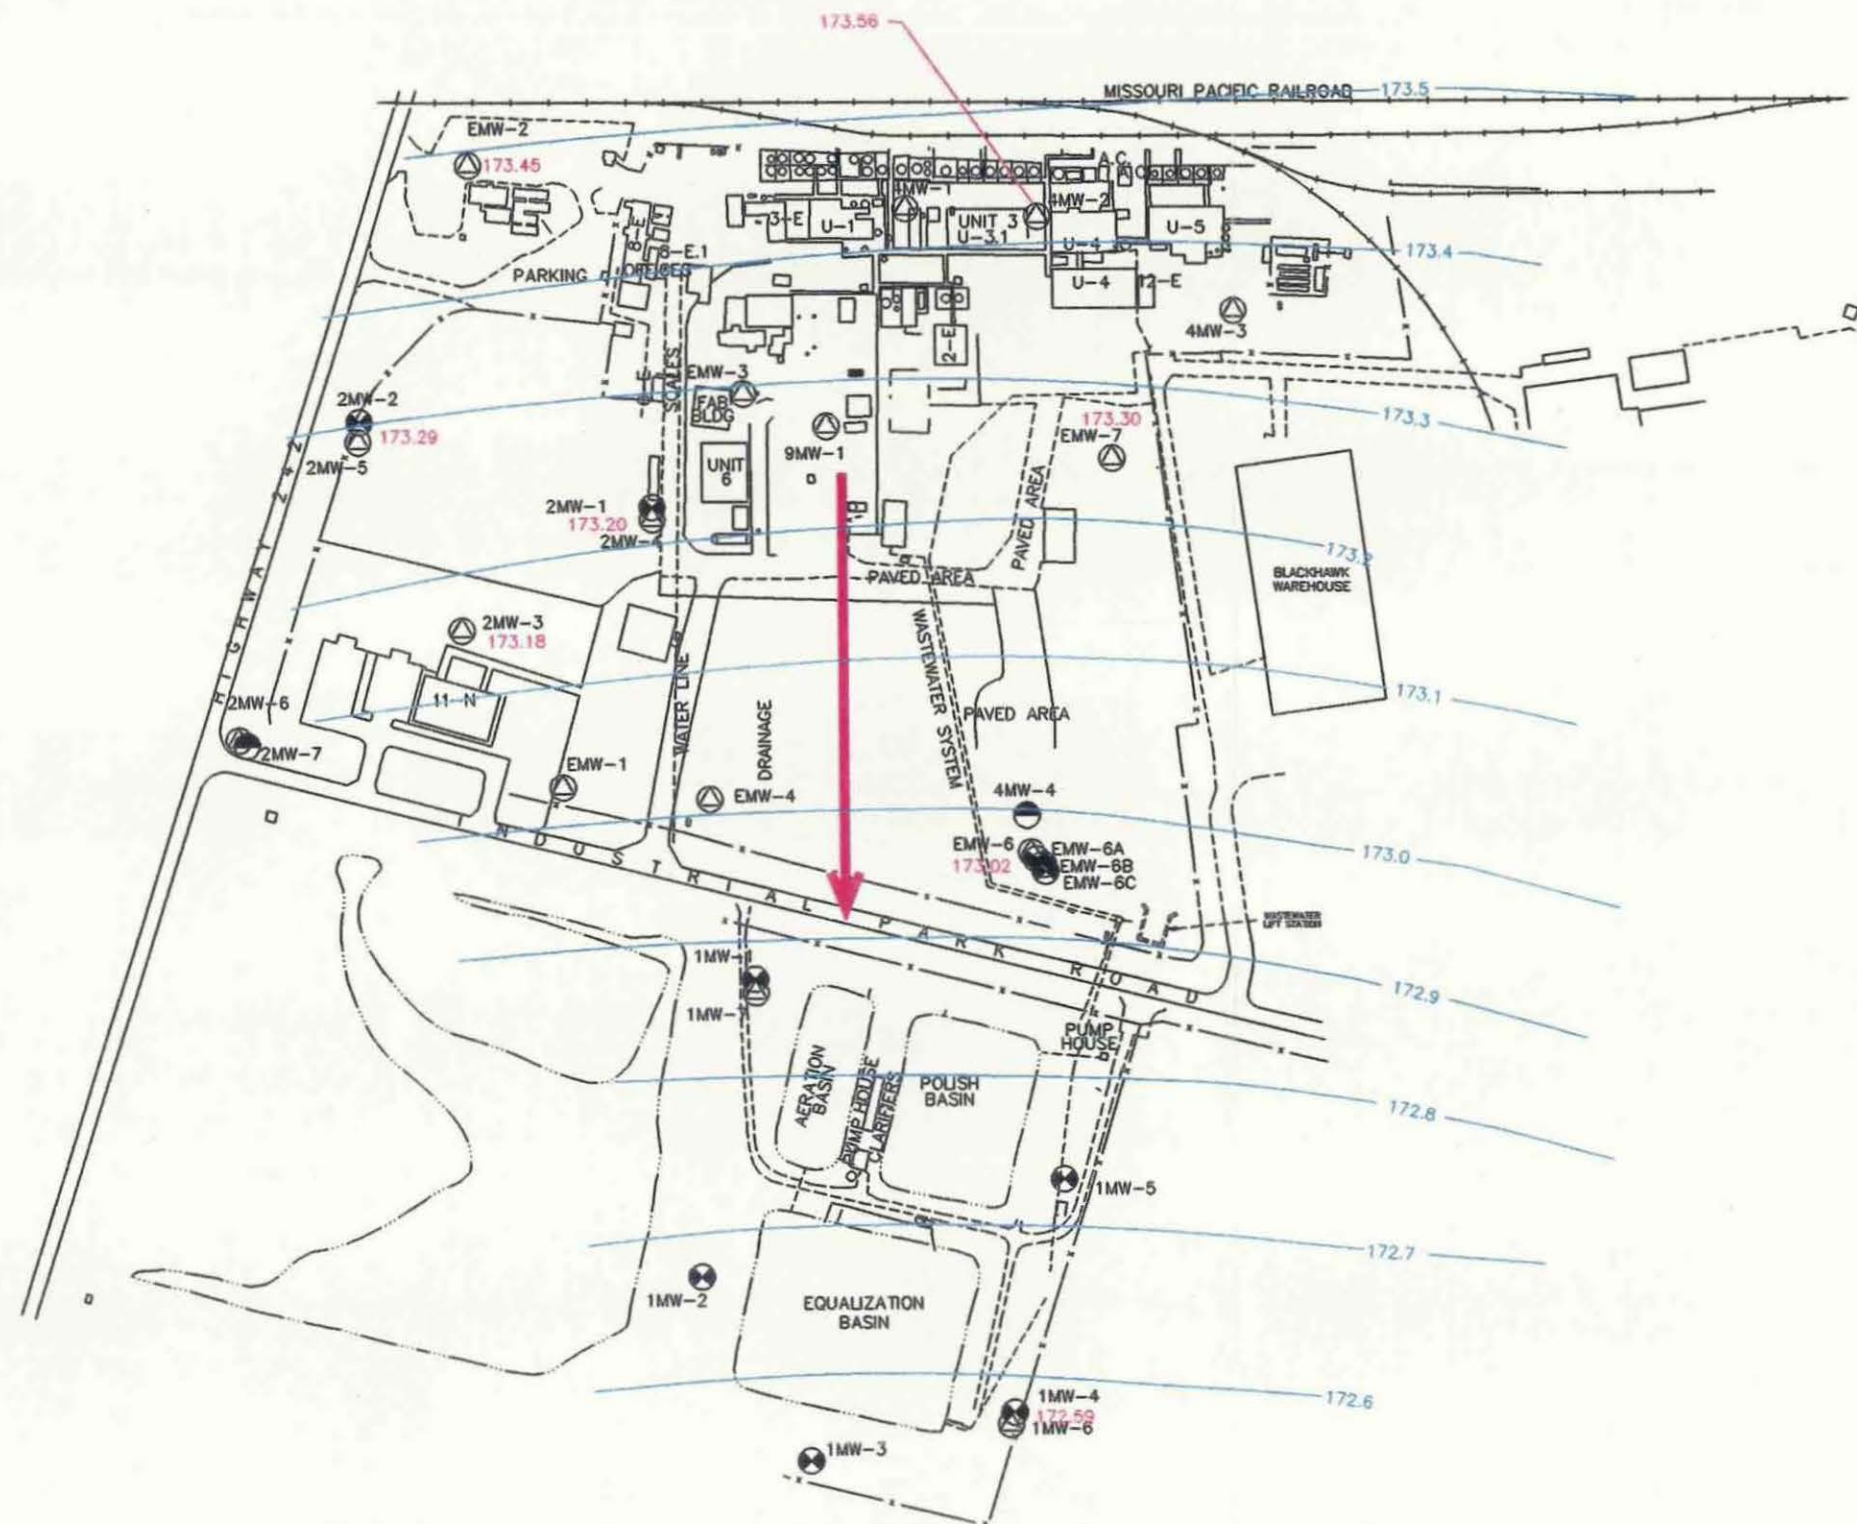 173.56
MISSOURI PACIFIC RAILROAD
173.5
EMW-2
173.45
A.C.
4MW-1
4MW-2
3-E
U-1
UNIT 3
U-3.1
U-4
U-5
8-E
8-E.1
173.4
PARKING
OFFICES
U-4
12-E
4MW-3
2-E
SCALES
EMW-3
FAB
BLDG
2MW-2
173.29
2MW-5
173.3
173.30
EMW-7
9MW-1
UNIT
6
2MW-1
173.20
PAVED AREA
173.2
BLACKHAWK
WAREHOUSE
PAVED AREA
HIGHWAY 242
2MW-3
173.18
WATER LINE
WASTEWATER SYSTEM
11-N
173.1
2MW-6
2MW-7
DRAINAGE
PAVED AREA
EMW-1
EMW-4
4MW-4
EMW-6
173.02
EMW-6A
EMW-6B
EMW-6C
173.0
INDUSTRIAL PARK ROAD
WASTEWATER
LIFT STATION
1MW-1
1MW-7
172.9
PUMP
HOUSE
AERATION
BASIN
PUMP HOUSE
CLARIFIERS
POLISH
BASIN
172.8
1MW-5
172.7
1MW-2
EQUALIZATION
BASIN
172.6
1MW-4
172.59
1MW-6
1MW-3